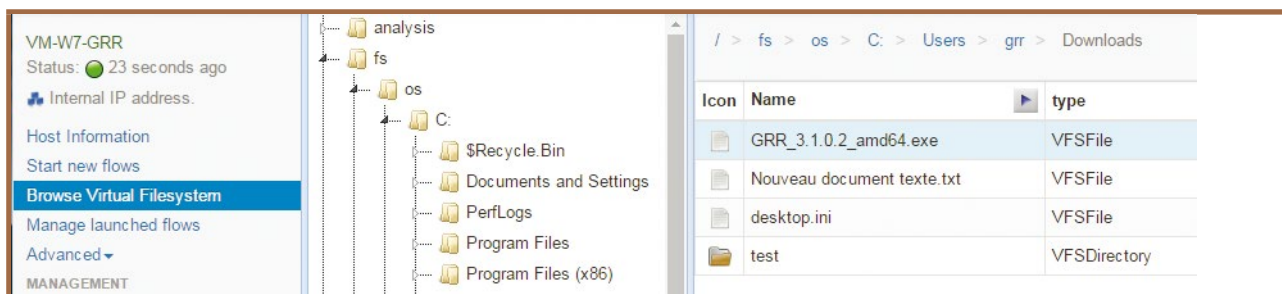 VM-W7-GRR
Status: 23 seconds ago
Internal IP address.
Host Information
Start new flows
Browse Virtual Filesystem
Manage launched flows
Advanced
MANAGEMENT
analysis
fs
os
C:
$Recycle.Bin
Documents and Settings
PerfLogs
Program Files
Program Files (x86)
/ > fs > os > C: > Users > grr > Downloads
Icon Name type
GRR_3.1.0.2_amd64.exe VFSFile
Nouveau document texte.txt VFSFile
desktop.ini VFSFile
test VFSDirectory